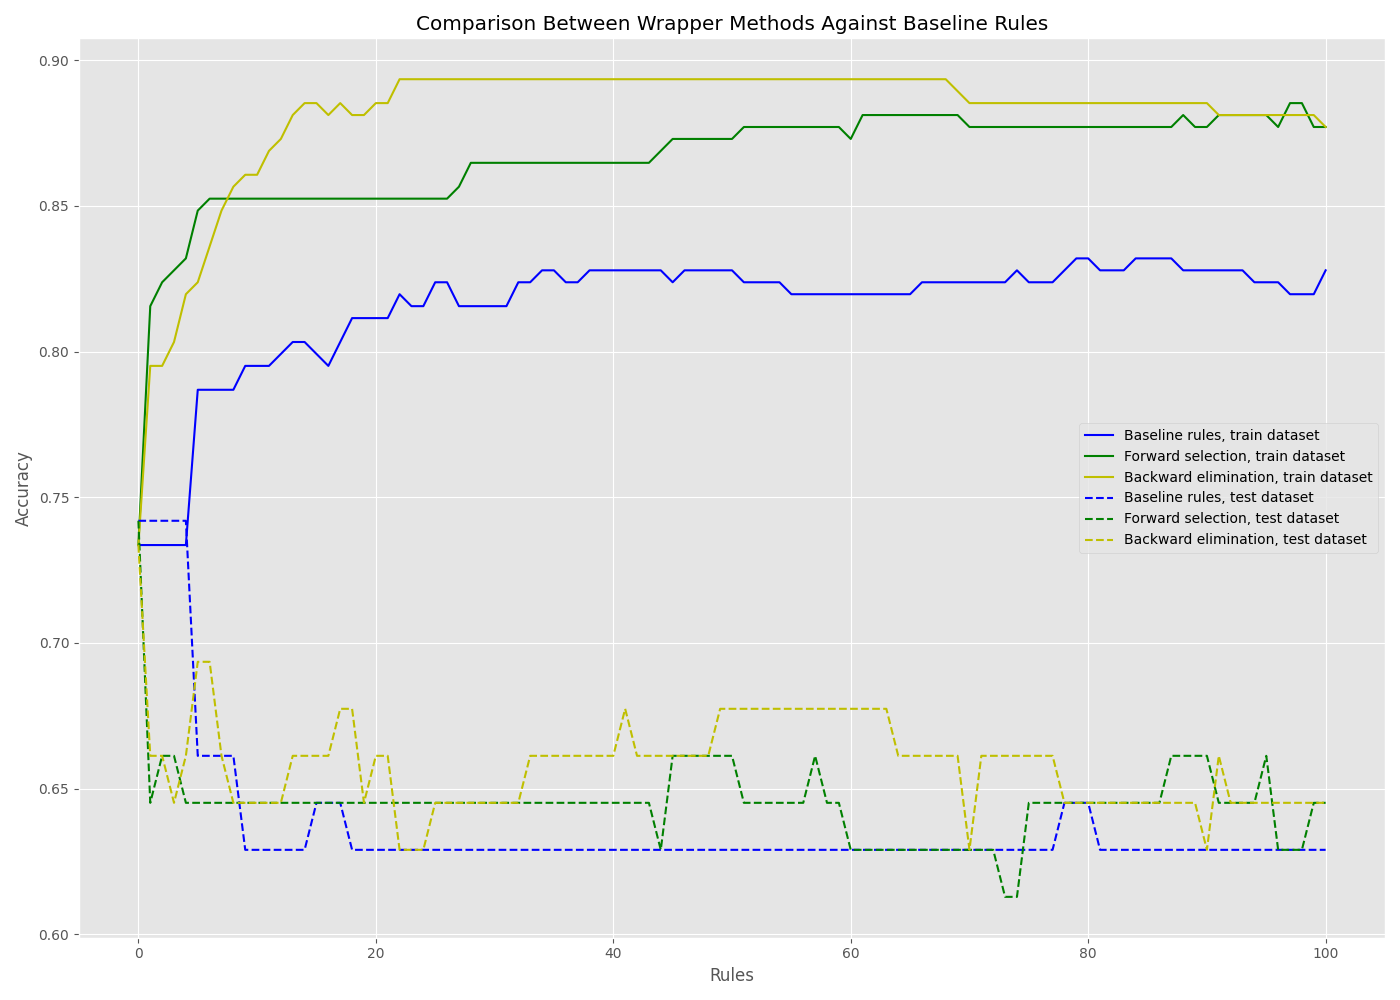 Comparison Between Wrapper Methods Against Baseline Rules
0.90
0.85
0.80
0.75
0.70
0.65
0.60
Accuracy
Baseline rules, train dataset
Forward selection, train dataset
Backward elimination, train dataset
Baseline rules, test dataset
Forward selection, test dataset
Backward elimination, test dataset
0 20 40 60 80 100
Rules